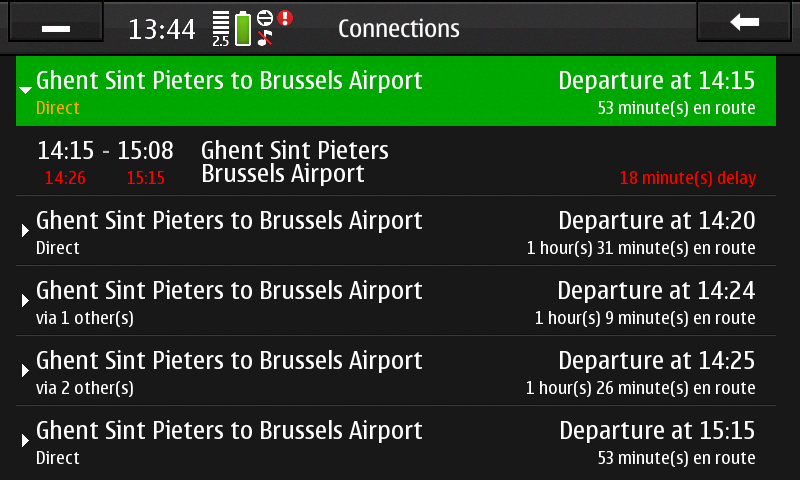 13:44 2.5 Connections
Ghent Sint Pieters to Brussels Airport Departure at 14:15
Direct 53 minute(s) en route
14:15 - 15:08 Ghent Sint Pieters
Brussels Airport
14:26 15:15 18 minute(s) delay
Ghent Sint Pieters to Brussels Airport Departure at 14:20
Direct 1 hour(s) 31 minute(s) en route
Ghent Sint Pieters to Brussels Airport Departure at 14:24
via 1 other(s) 1 hour(s) 9 minute(s) en route
Ghent Sint Pieters to Brussels Airport Departure at 14:25
via 2 other(s) 1 hour(s) 26 minute(s) en route
Ghent Sint Pieters to Brussels Airport Departure at 15:15
Direct 53 minute(s) en route